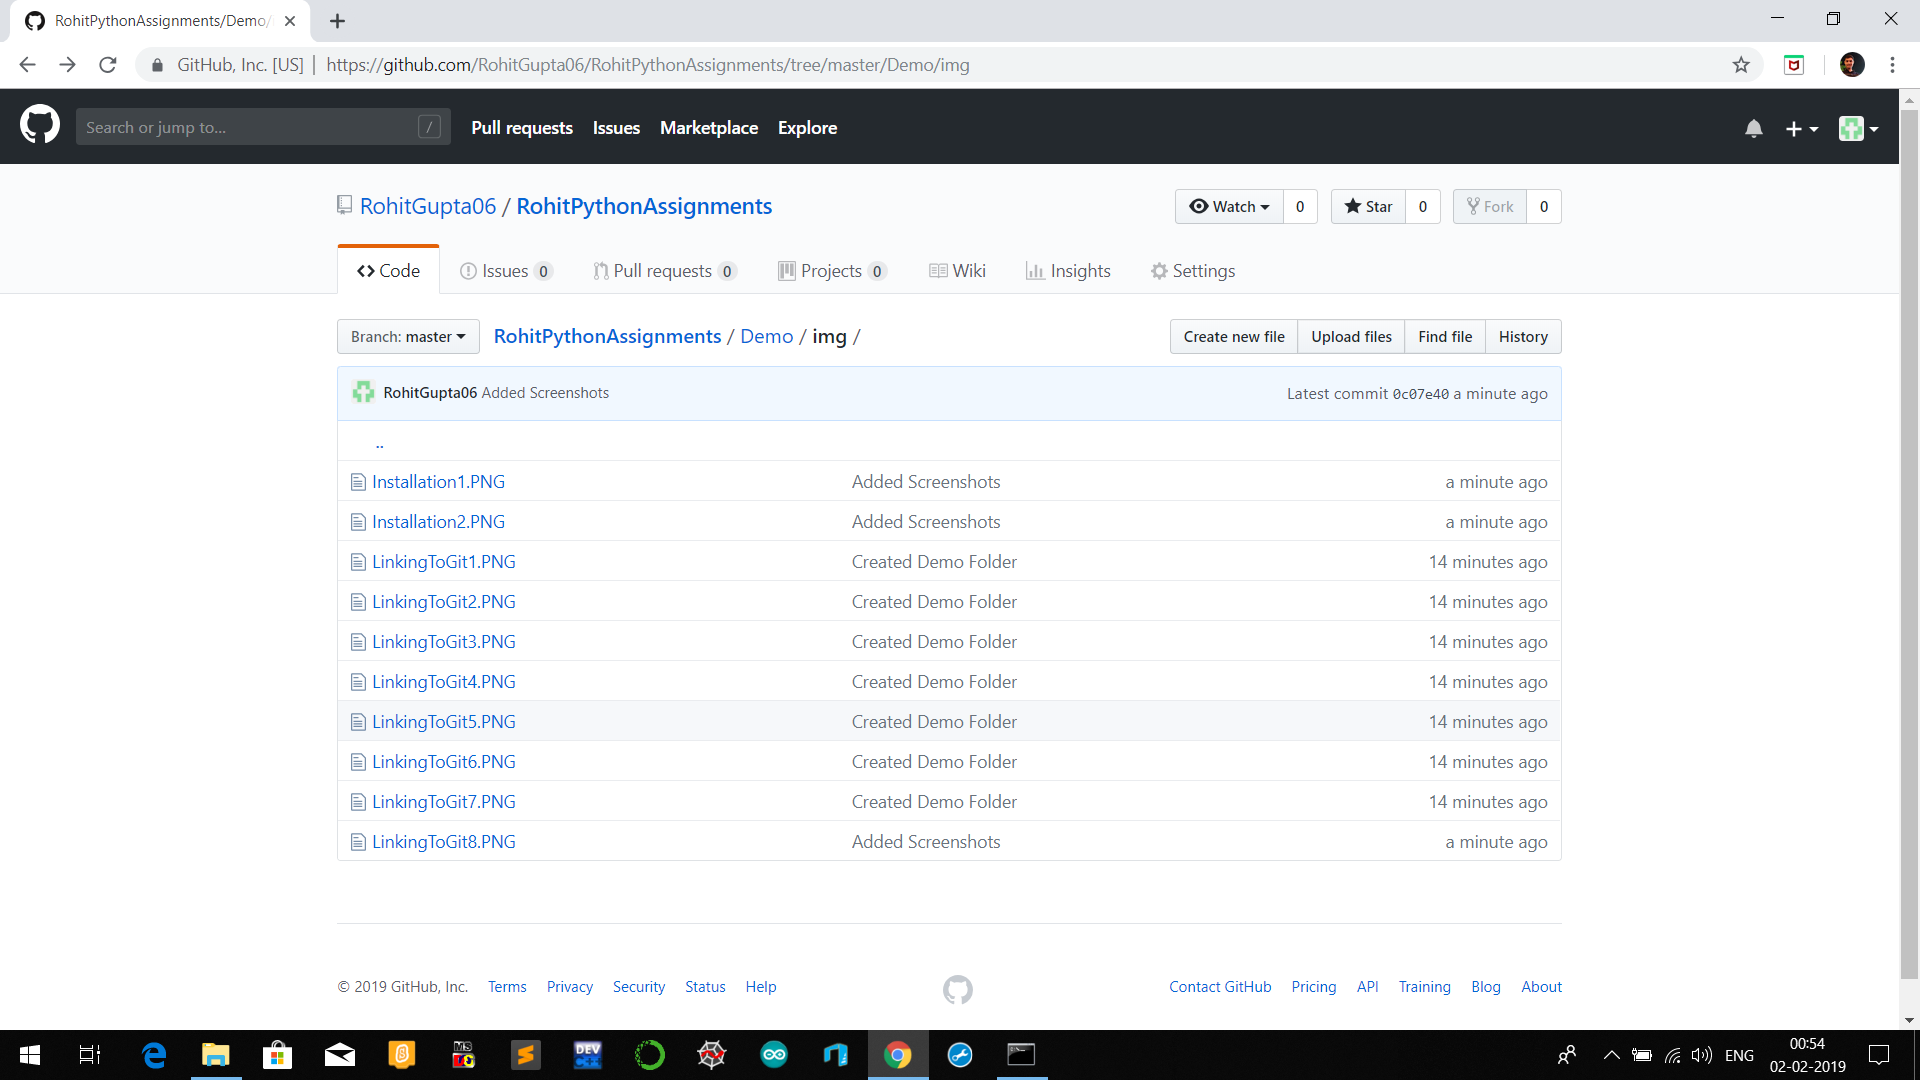 RohitPythonAssignments/Demo/
GitHub, Inc. [US] | https://github.com/RohitGupta06/RohitPythonAssignments/tree/master/Demo/img
Search or jump to... /
Pull requests Issues Marketplace Explore
RohitGupta06 / RohitPythonAssignments
Watch 0 Star 0 Fork 0
Code Issues 0 Pull requests 0 Projects 0 Wiki Insights Settings
Branch: master RohitPythonAssignments / Demo / img /
Create new file Upload files Find file History
RohitGupta06 Added Screenshots Latest commit 0c07e40 a minute ago
..
Installation1.PNG Added Screenshots a minute ago
Installation2.PNG Added Screenshots a minute ago
LinkingToGit1.PNG Created Demo Folder 14 minutes ago
LinkingToGit2.PNG Created Demo Folder 14 minutes ago
LinkingToGit3.PNG Created Demo Folder 14 minutes ago
LinkingToGit4.PNG Created Demo Folder 14 minutes ago
LinkingToGit5.PNG Created Demo Folder 14 minutes ago
LinkingToGit6.PNG Created Demo Folder 14 minutes ago
LinkingToGit7.PNG Created Demo Folder 14 minutes ago
LinkingToGit8.PNG Added Screenshots a minute ago
© 2019 GitHub, Inc. Terms Privacy Security Status Help
Contact GitHub Pricing API Training Blog About
MS
DEV
C++
ENG
00:54
02-02-2019